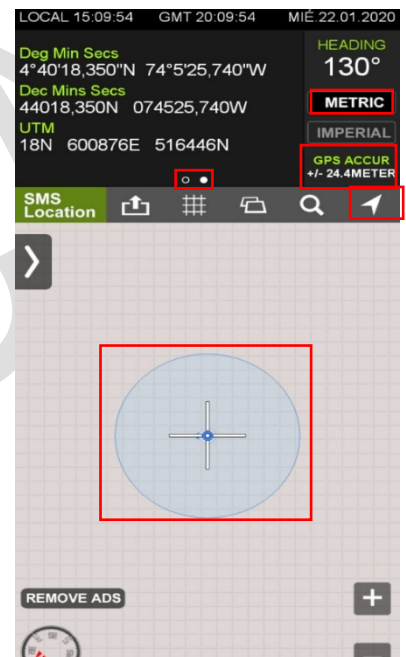 LOCAL 15:09:54 GMT 20:09:54 MIÉ.22.01.2020
Deg Min Secs
4°40'18,350"N 74°5'25,740"W
Dec Mins Secs
44018,350N 074525,740W
UTM
18N 600876E 516446N
HEADING
130°
METRIC
IMPERIAL
GPS ACCUR
+/- 24.4METER
SMS
Location
REMOVE ADS
+